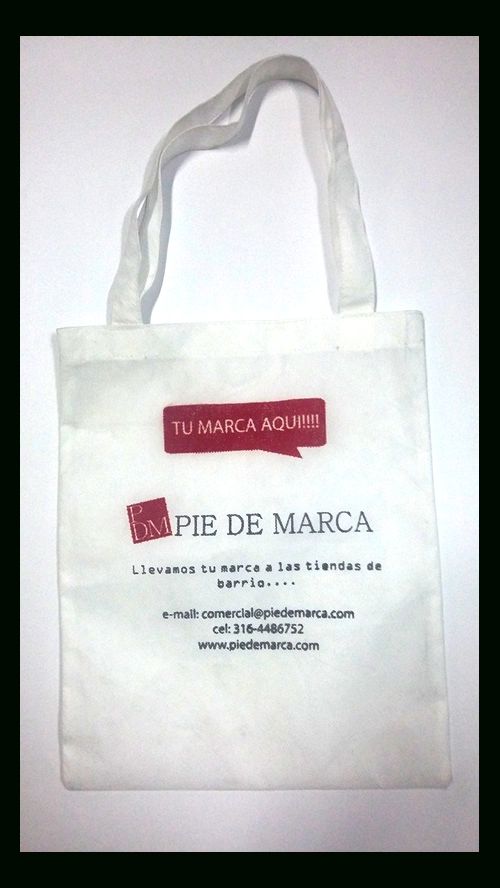 TU MARCA AQUI!!!!
PDM PIE DE MARCA
Llevamos tu marca a las tiendas de
barrio....
e-mail: comercial@piedemarca.com
cel: 316-4486752
www.piedemarca.com